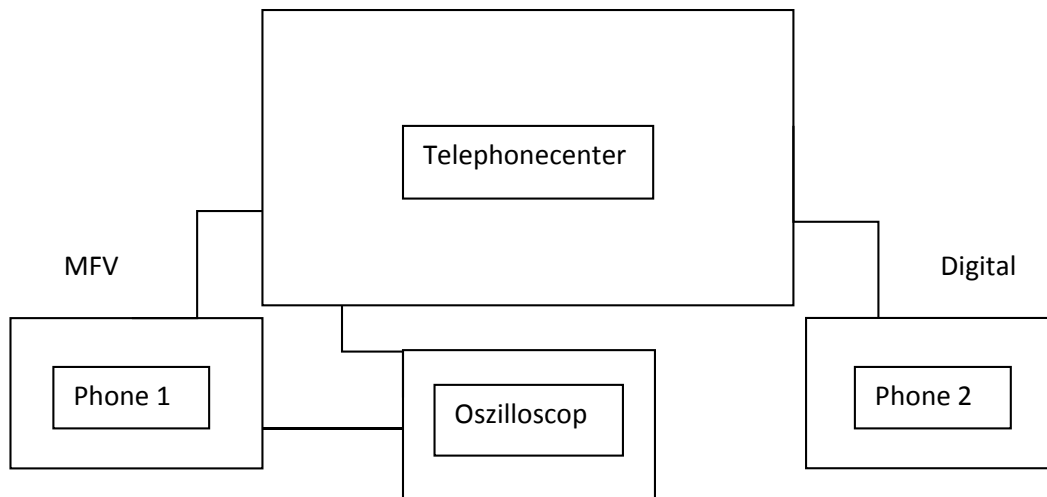 Telephonecenter
MFV
Digital
Phone 1
Oszilloscop
Phone 2